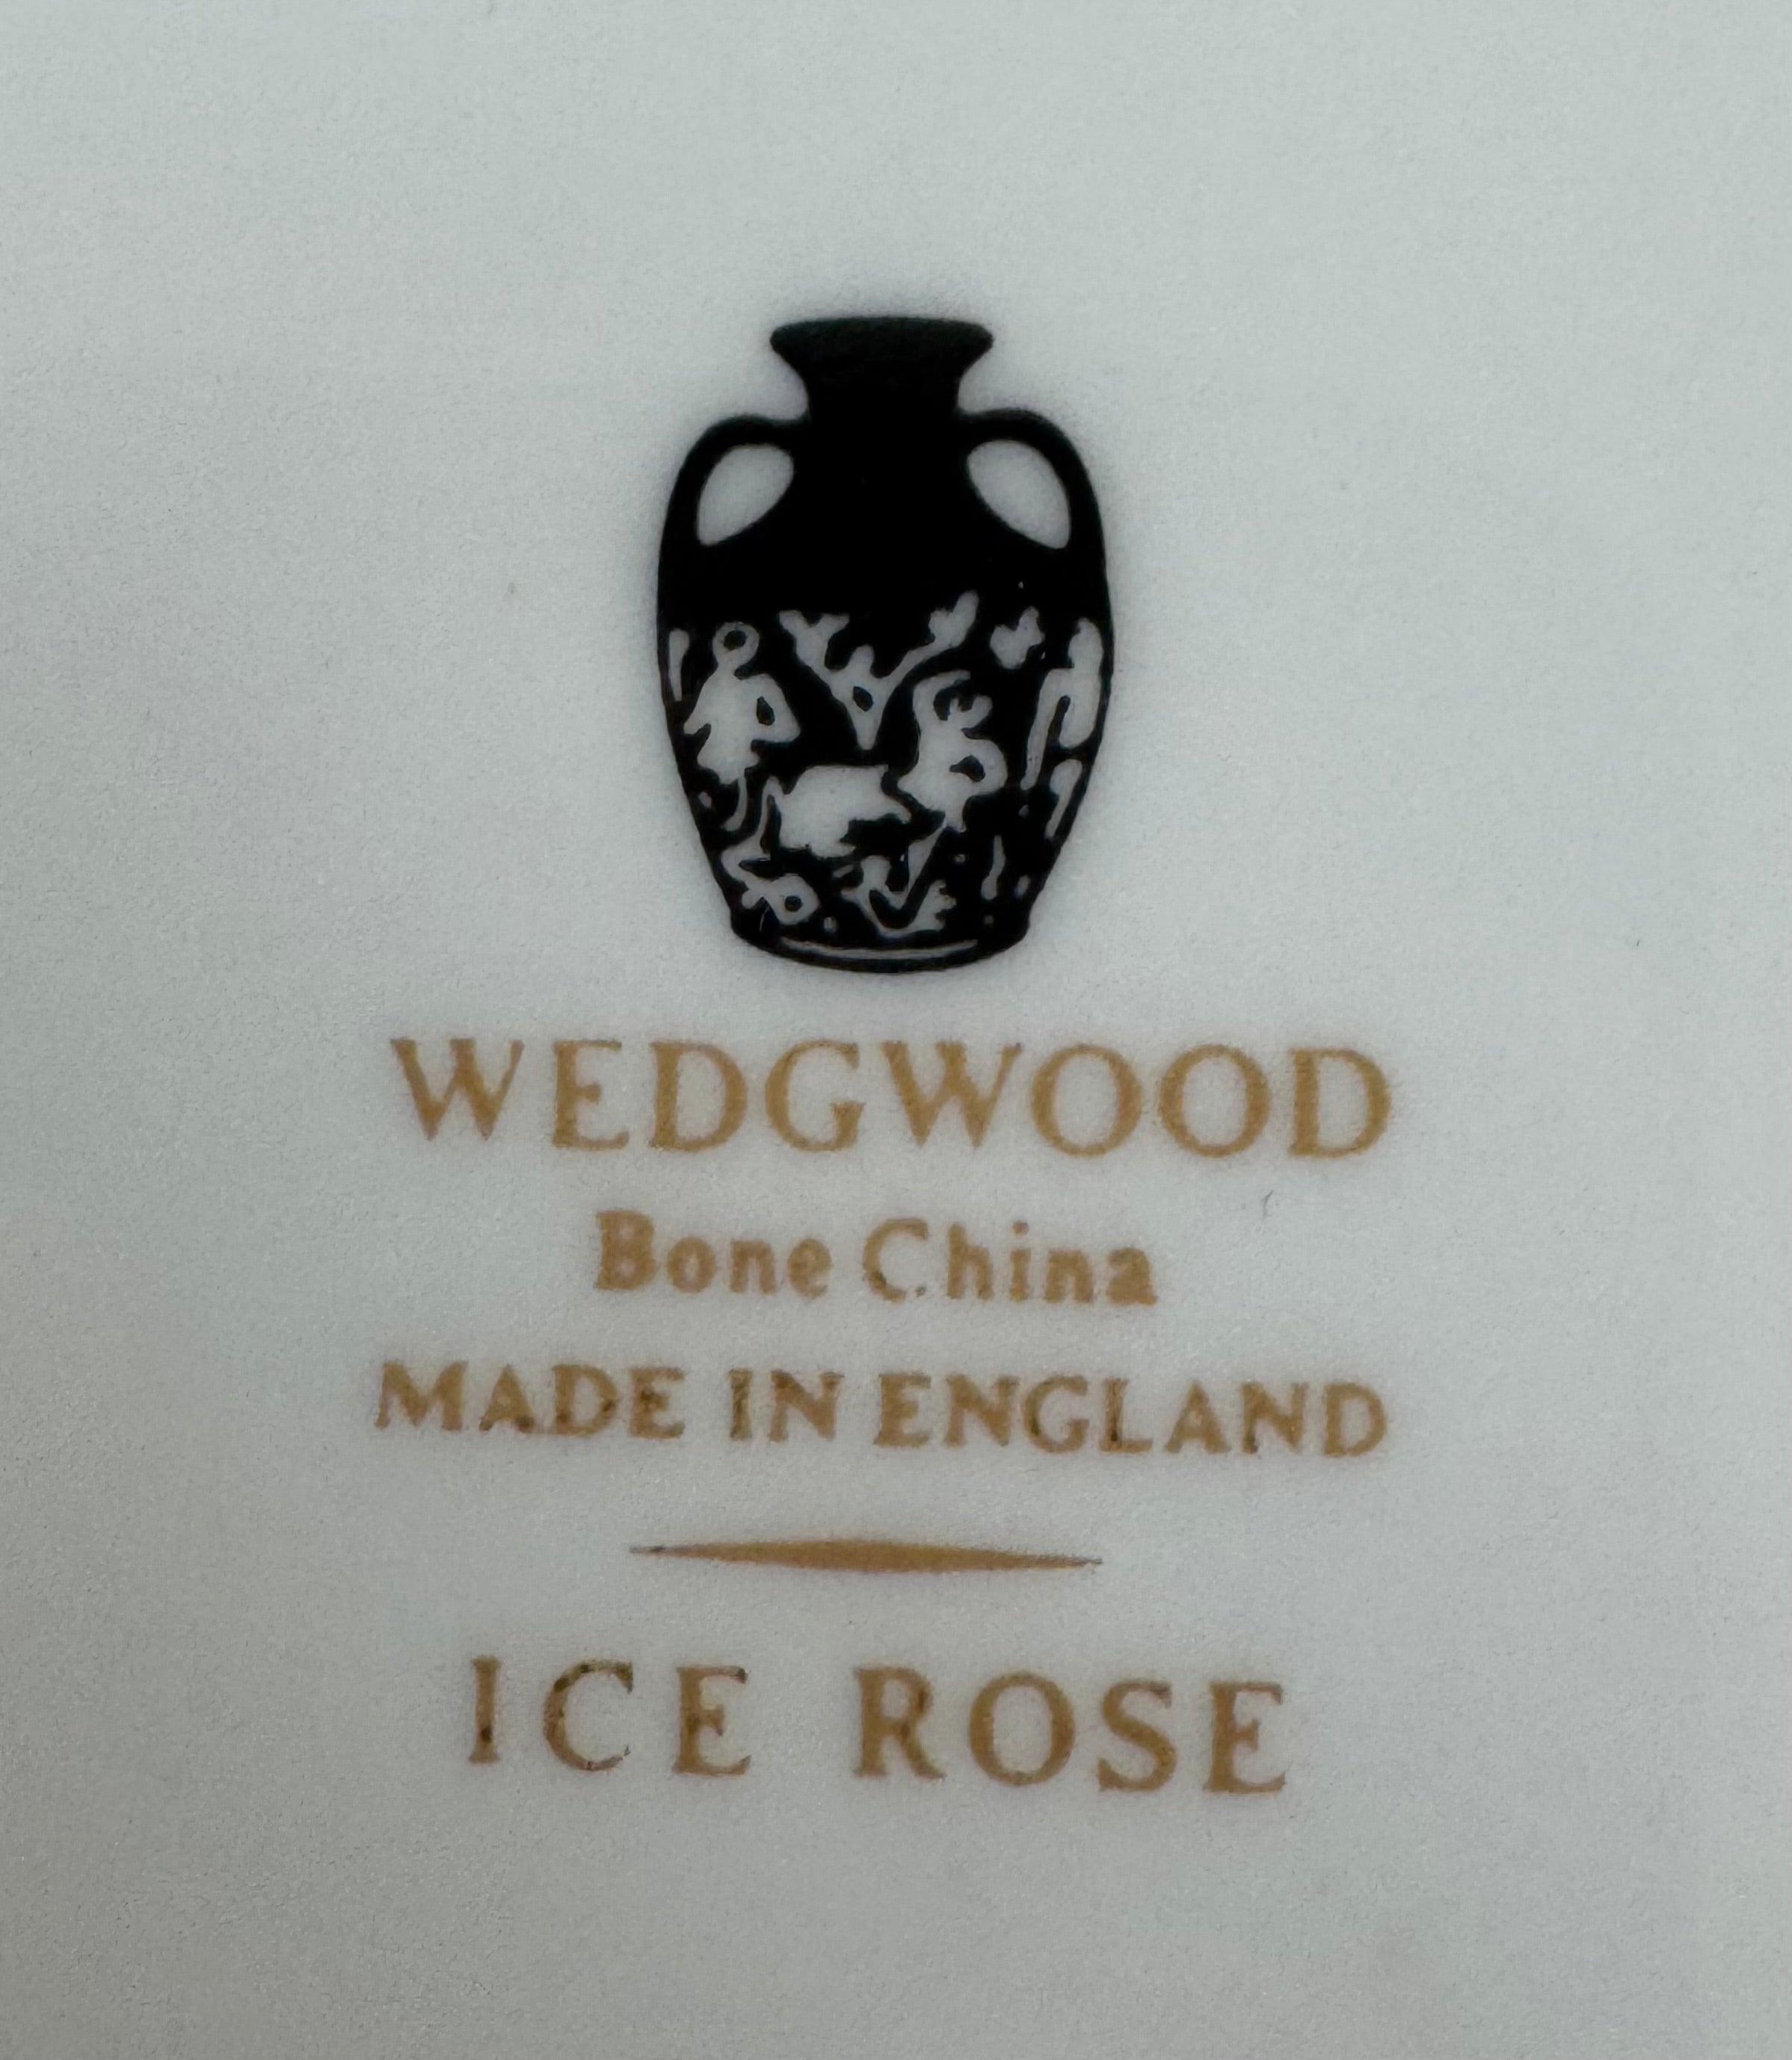 WEDGWOOD
Bone China
MADE IN ENGLAND
ICE ROSE